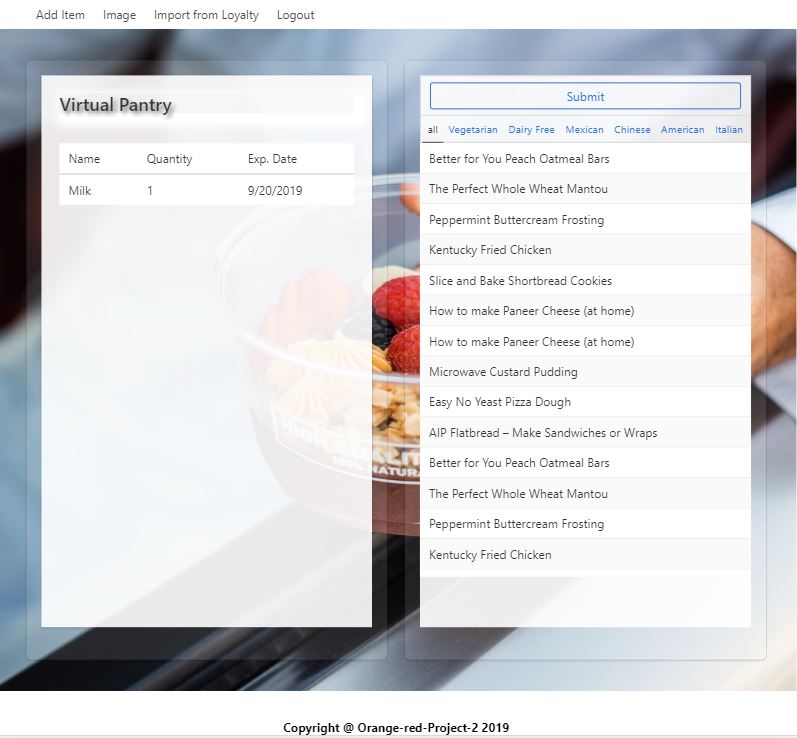 Add Item Image Import from Loyalty Logout
Virtual Pantry
Name Quantity Exp. Date
Milk 1 9/20/2019
Submit
all Vegetarian Dairy Free Mexican Chinese American Italian
Better for You Peach Oatmeal Bars
The Perfect Whole Wheat Mantou
Peppermint Buttercream Frosting
Kentucky Fried Chicken
Slice and Bake Shortbread Cookies
How to make Paneer Cheese (at home)
How to make Paneer Cheese (at home)
Microwave Custard Pudding
Easy No Yeast Pizza Dough
AIP Flatbread – Make Sandwiches or Wraps
Better for You Peach Oatmeal Bars
The Perfect Whole Wheat Mantou
Peppermint Buttercream Frosting
Kentucky Fried Chicken
HIGH QUALIT
100% NATURA
Copyright @ Orange-red-Project-2 2019